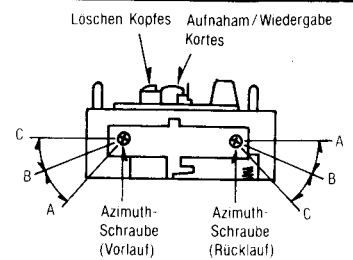 Löschen Kopfes
Aufnaham/Wiedergabe
Kortes
C
B
A
A
B
C
Azimuth-
Schraube
(Vorlauf)
Azimuth-
Schraube
(Rücklauf)